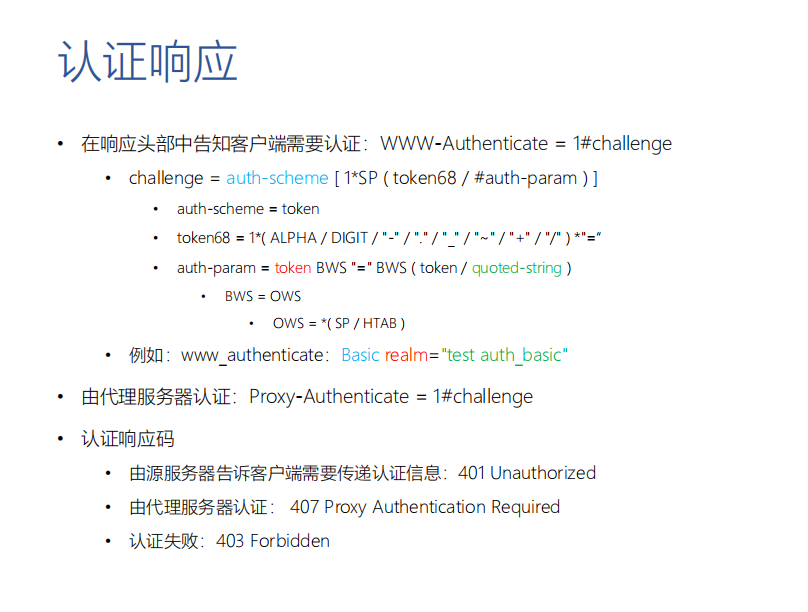 认证响应
• 在响应头部中告知客户端需要认证：WWW-Authenticate = 1#challenge
• challenge = auth-scheme [ 1*SP ( token68 / #auth-param ) ]
• auth-scheme = token
• token68 = 1*( ALPHA / DIGIT / "-" / "." / "_" / "~" / "+" / "/" ) *"=“
• auth-param = token BWS "=" BWS ( token / quoted-string )
• BWS = OWS
• OWS = *( SP / HTAB )
• 例如：www_authenticate：Basic realm="test auth_basic"
• 由代理服务器认证：Proxy-Authenticate = 1#challenge
• 认证响应码
• 由源服务器告诉客户端需要传递认证信息：401 Unauthorized
• 由代理服务器认证： 407 Proxy Authentication Required
• 认证失败：403 Forbidden